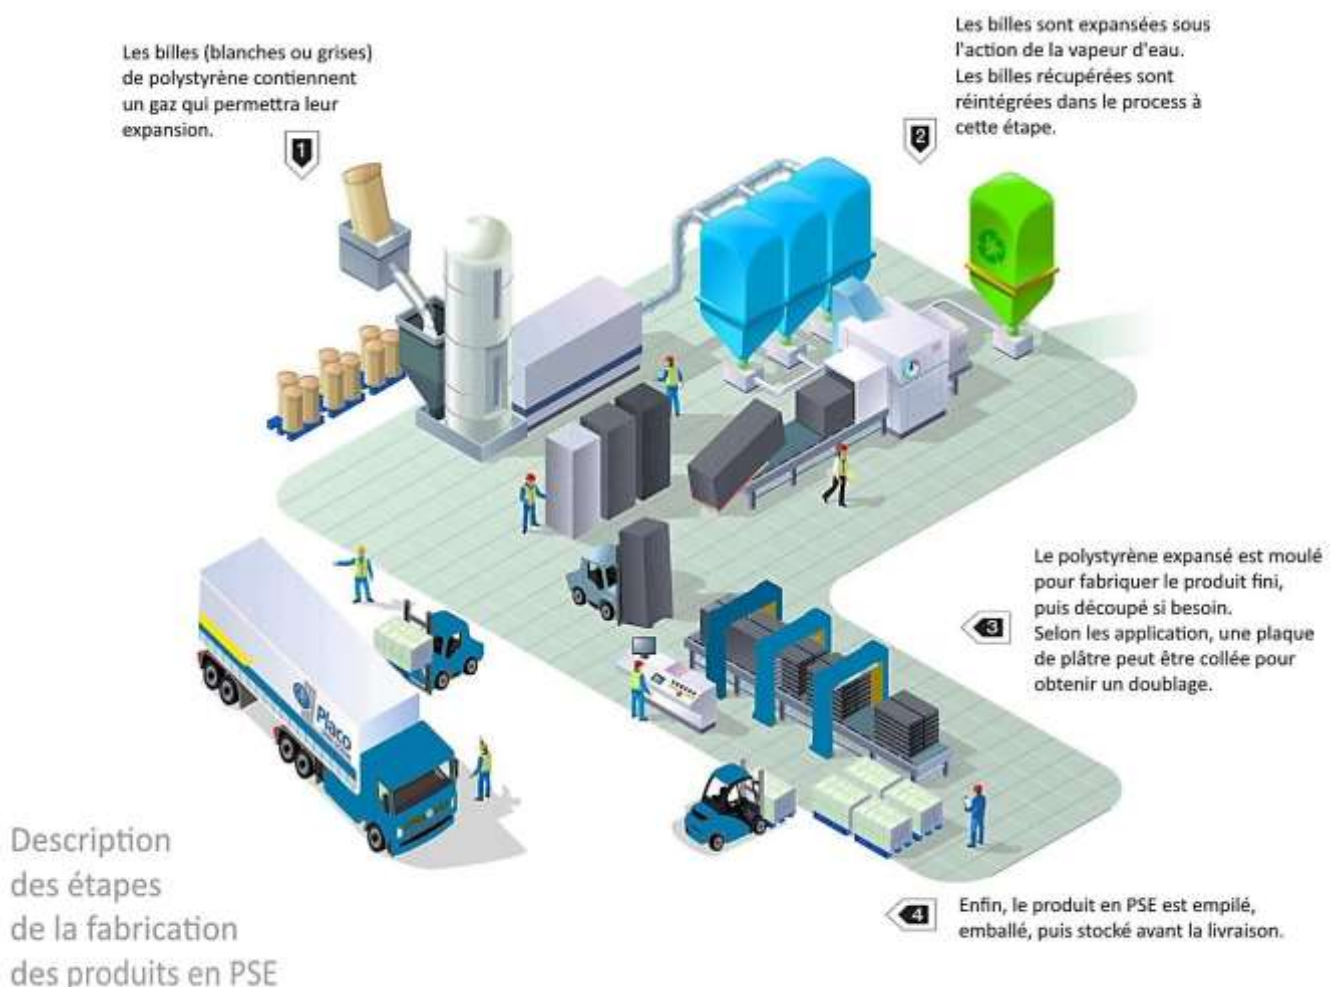 Les billes (blanches ou grises)
de polystyrène contiennent
un gaz qui permettra leur
expansion.
1
Les billes sont expansées sous
l'action de la vapeur d'eau.
Les billes récupérées sont
réintégrées dans le process à
cette étape.
2
Le polystyrène expansé est moulé
pour fabriquer le produit fini,
puis découpé si besoin.
Selon les application, une plaque
de plâtre peut être collée pour
obtenir un doublage.
3
Placo
Description
des étapes
de la fabrication
des produits en PSE
4
Enfin, le produit en PSE est empilé,
emballé, puis stocké avant la livraison.